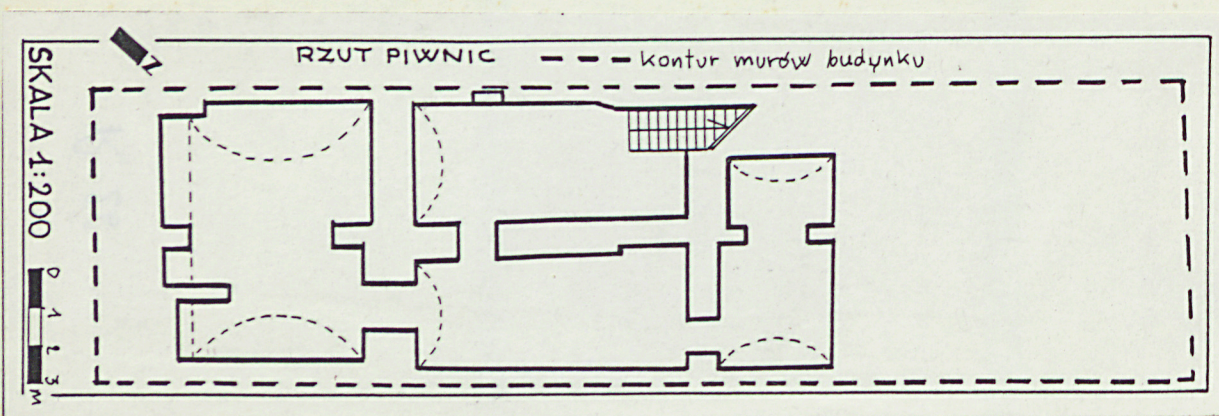 RZUT PIWNIC
kontur murów budynku
SKALA 1:200
0 1 2 3 m
N